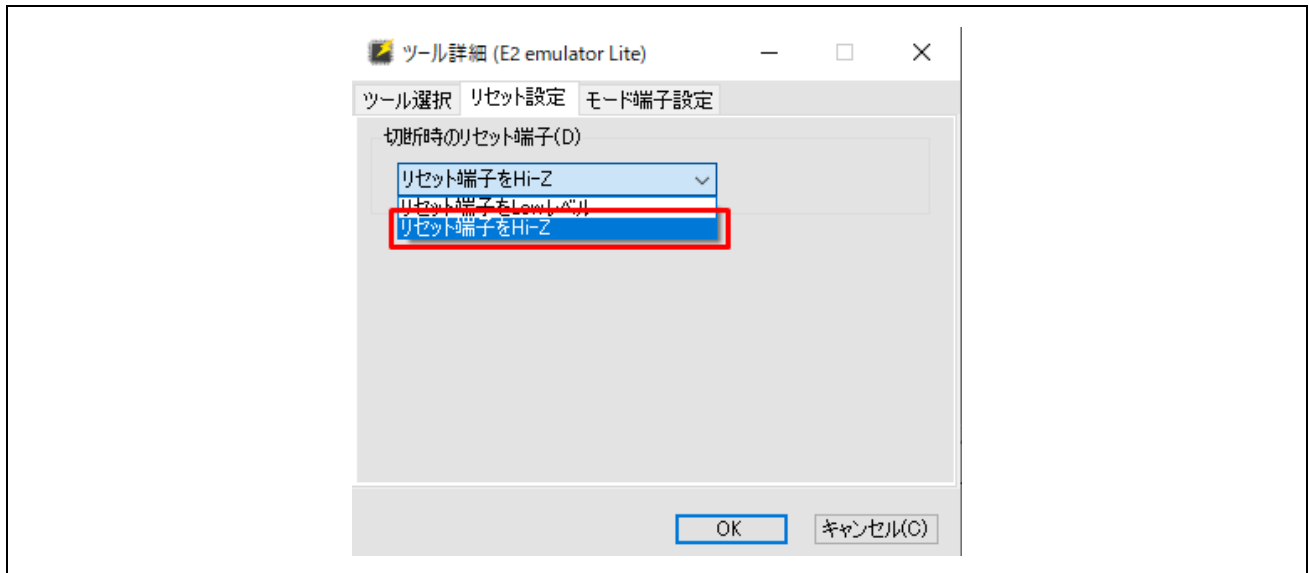 ツール詳細 (E2 emulator Lite)
ツール選択 リセット設定 モード端子設定
切断時のリセット端子(D)
リセット端子をHi-Z
リセット端子をLowレベル
リセット端子をHi-Z
OK キャンセル(C)